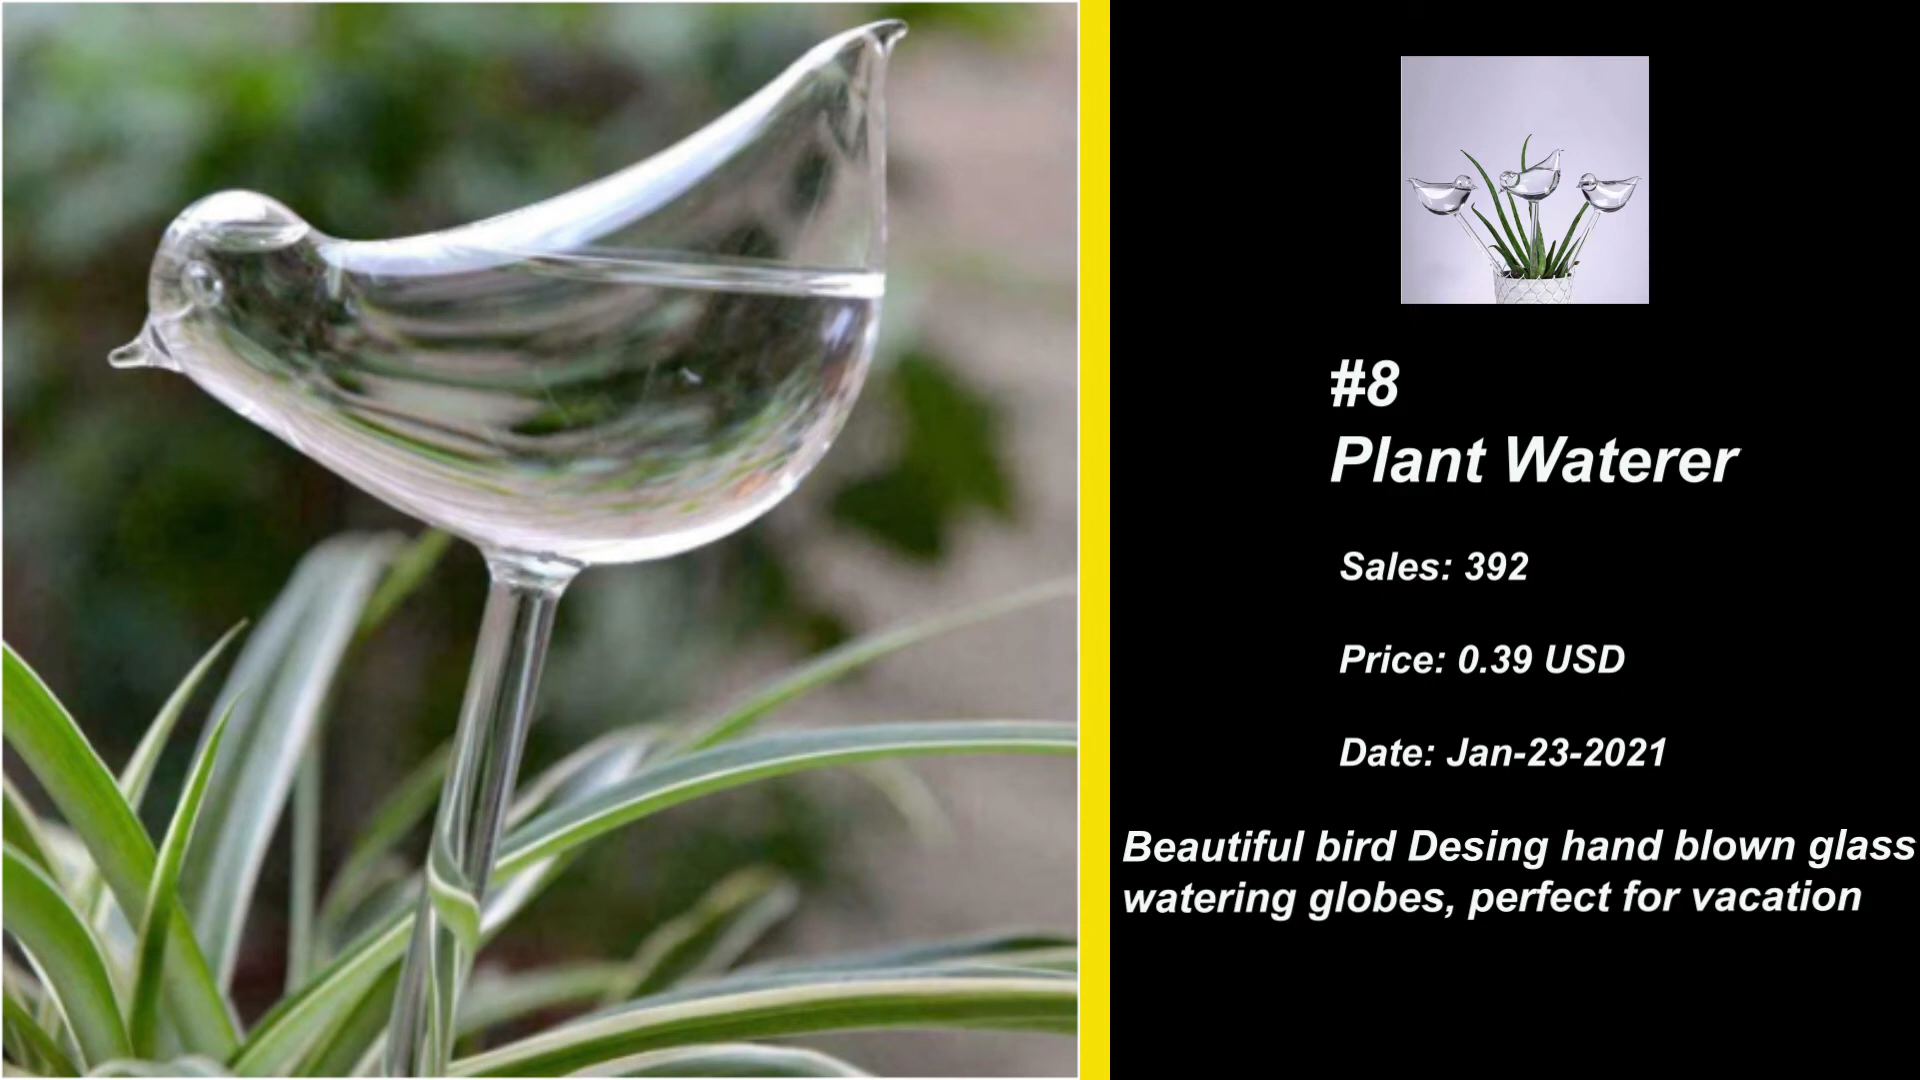 #8
Plant Waterer
Sales: 392
Price: 0.39 USD
Date: Jan-23-2021
Beautiful bird Desing hand blown glass
watering globes, perfect for vacation